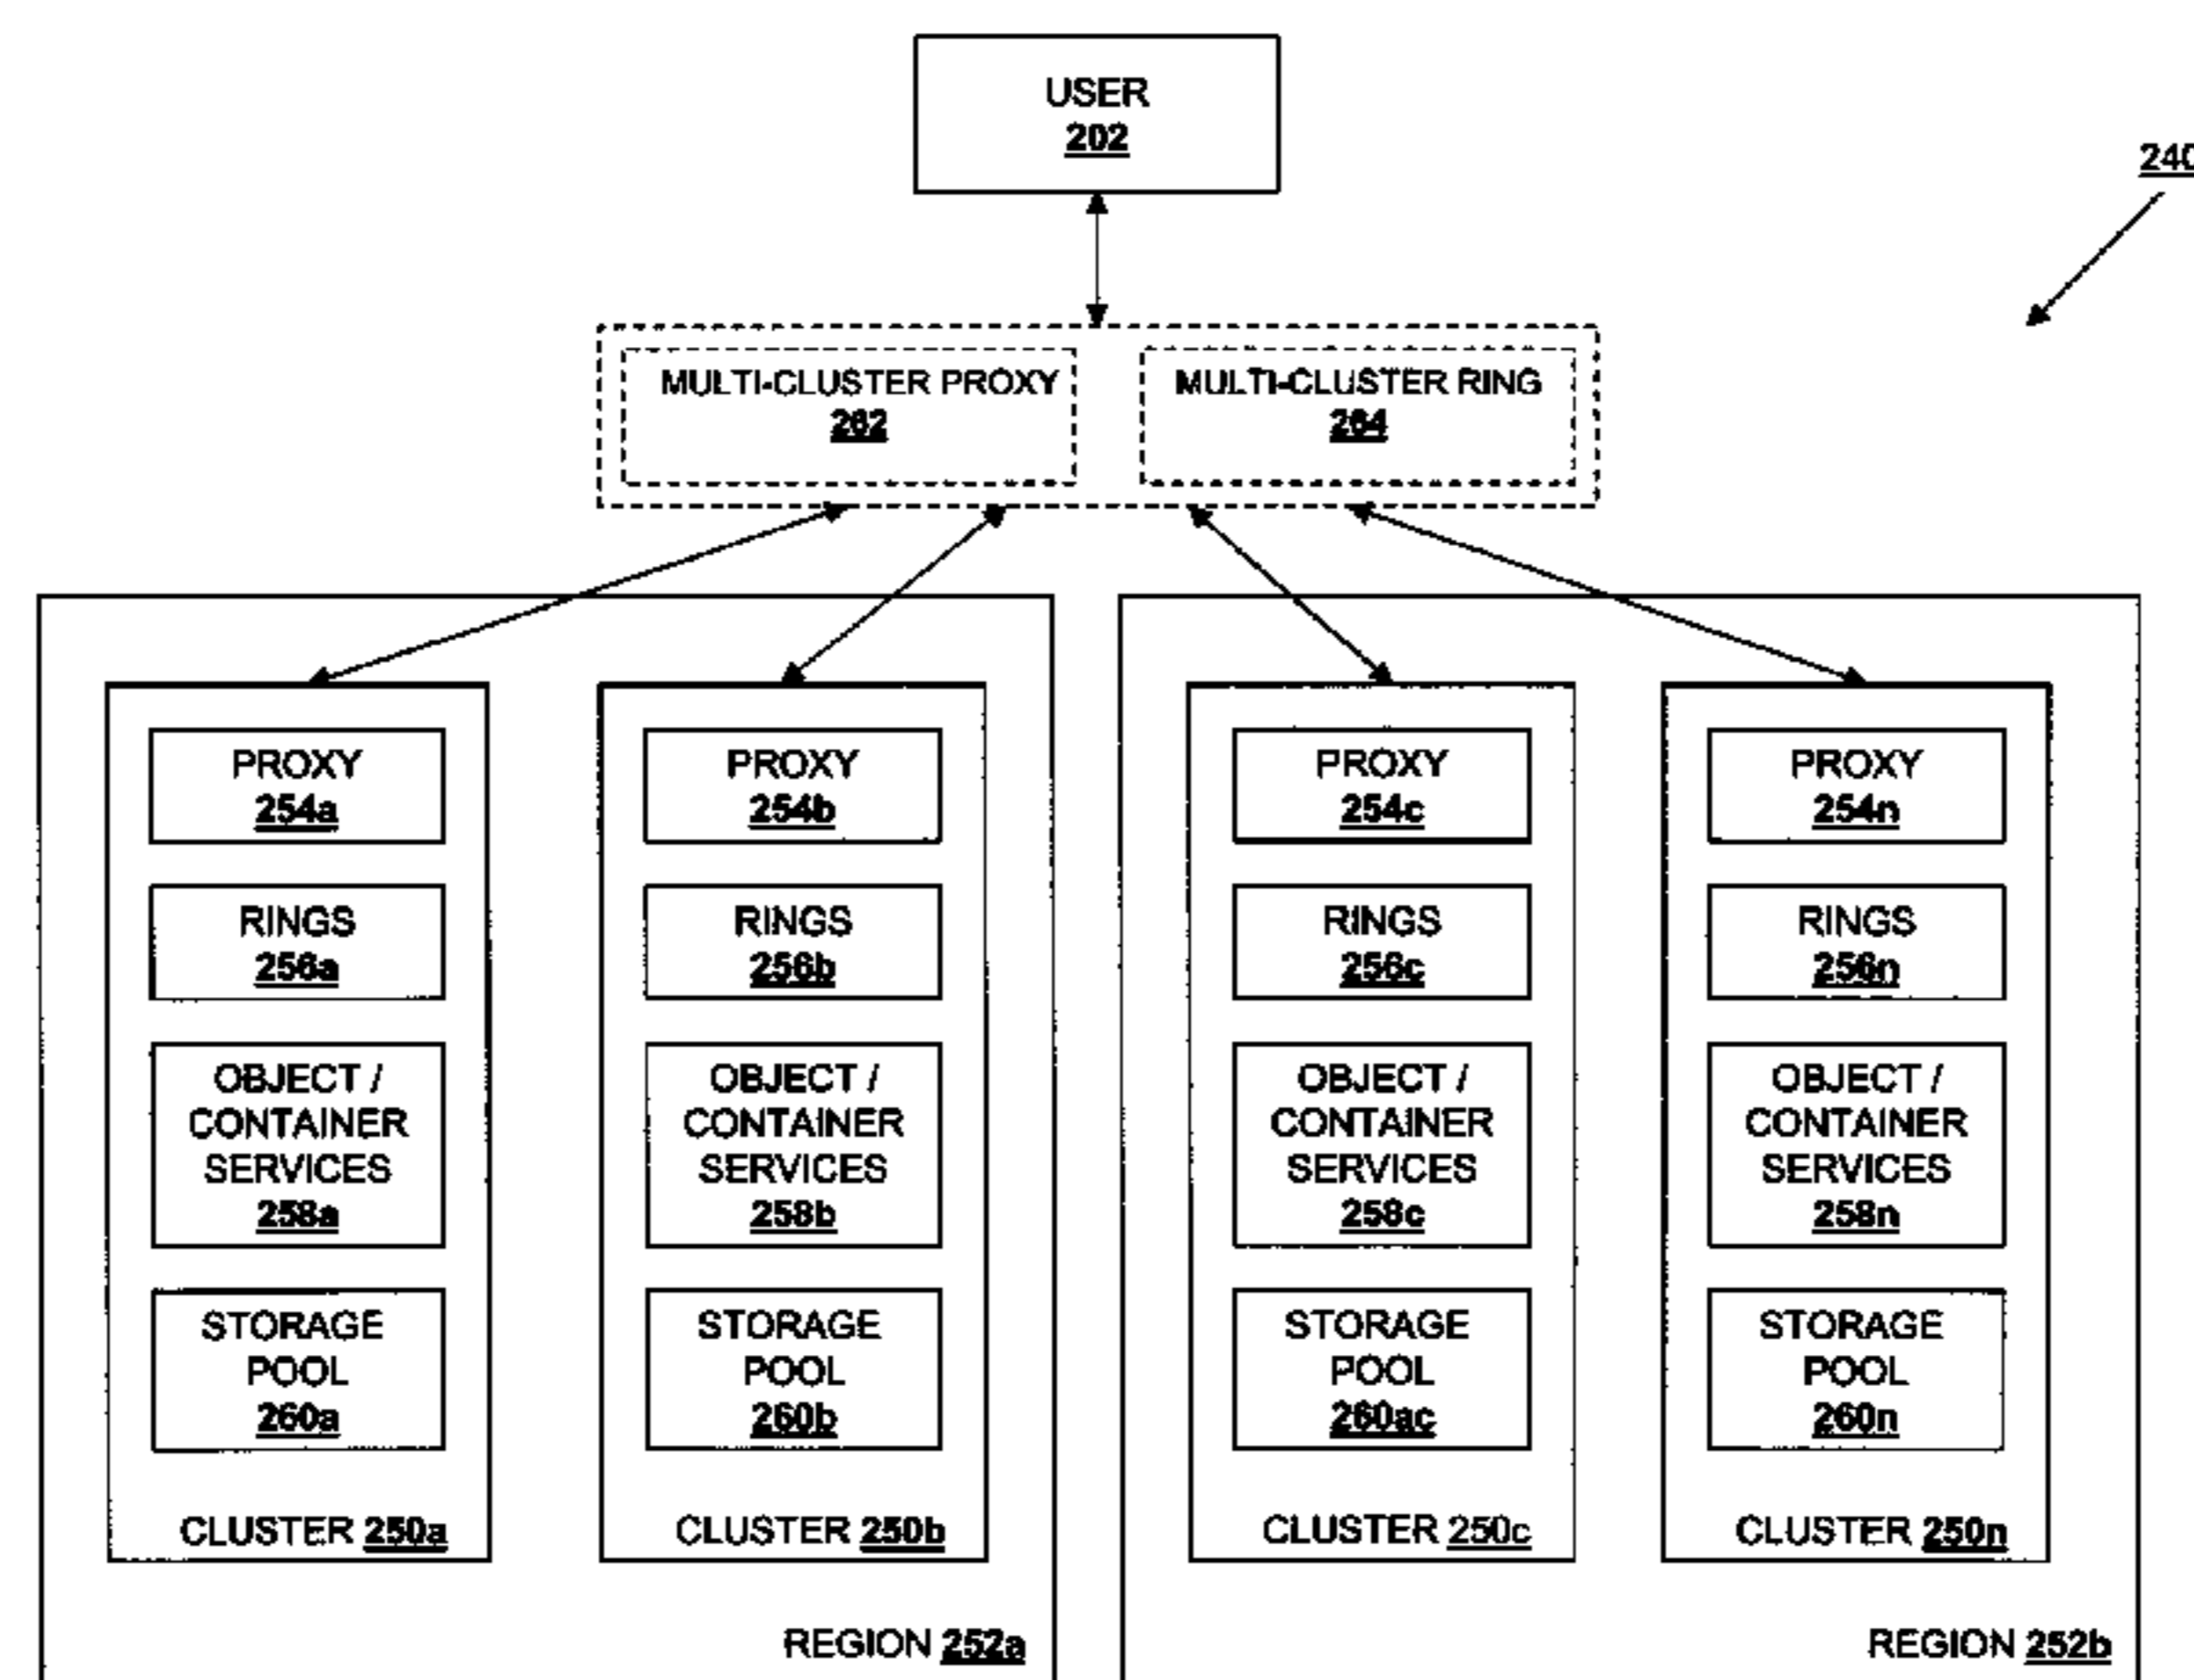 USER
202
240
MULTI-CLUSTER PROXY
262
MULTI-CLUSTER RING
264
PROXY
254a
RINGS
256a
OBJECT /
CONTAINER
SERVICES
258a
STORAGE
POOL
260a
CLUSTER 250a
PROXY
254b
RINGS
256b
OBJECT /
CONTAINER
SERVICES
258b
STORAGE
POOL
260b
CLUSTER 250b
REGION 252a
PROXY
254c
RINGS
256c
OBJECT /
CONTAINER
SERVICES
258c
STORAGE
POOL
260ac
CLUSTER 250c
PROXY
254n
RINGS
256n
OBJECT /
CONTAINER
SERVICES
258n
STORAGE
POOL
260n
CLUSTER 250n
REGION 252b